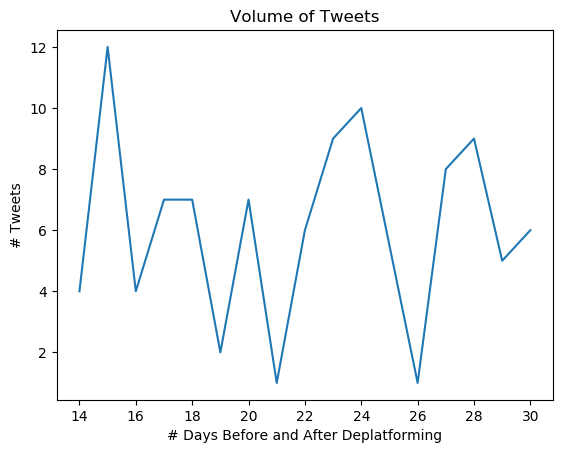 Volume of Tweets
12
10
8
6
4
2
# Tweets
14 16 18 20 22 24 26 28 30
# Days Before and After Deplatforming